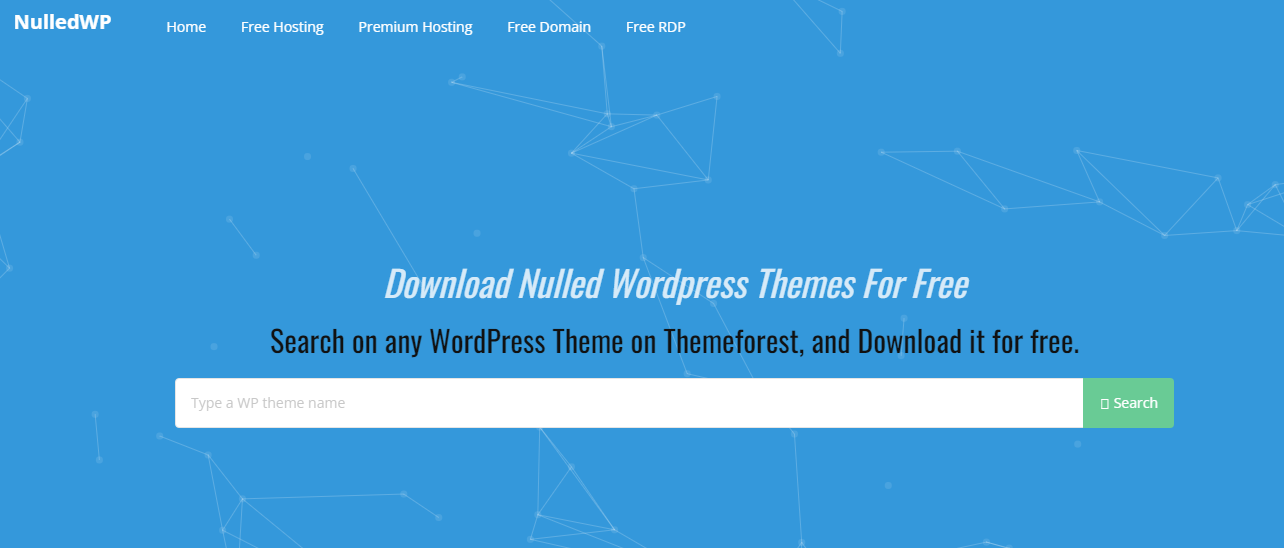 NulledWP
Home Free Hosting Premium Hosting Free Domain Free RDP
Download Nulled Wordpress Themes For Free
Search on any WordPress Theme on Themeforest, and Download it for free.
Type a WP theme name
Search